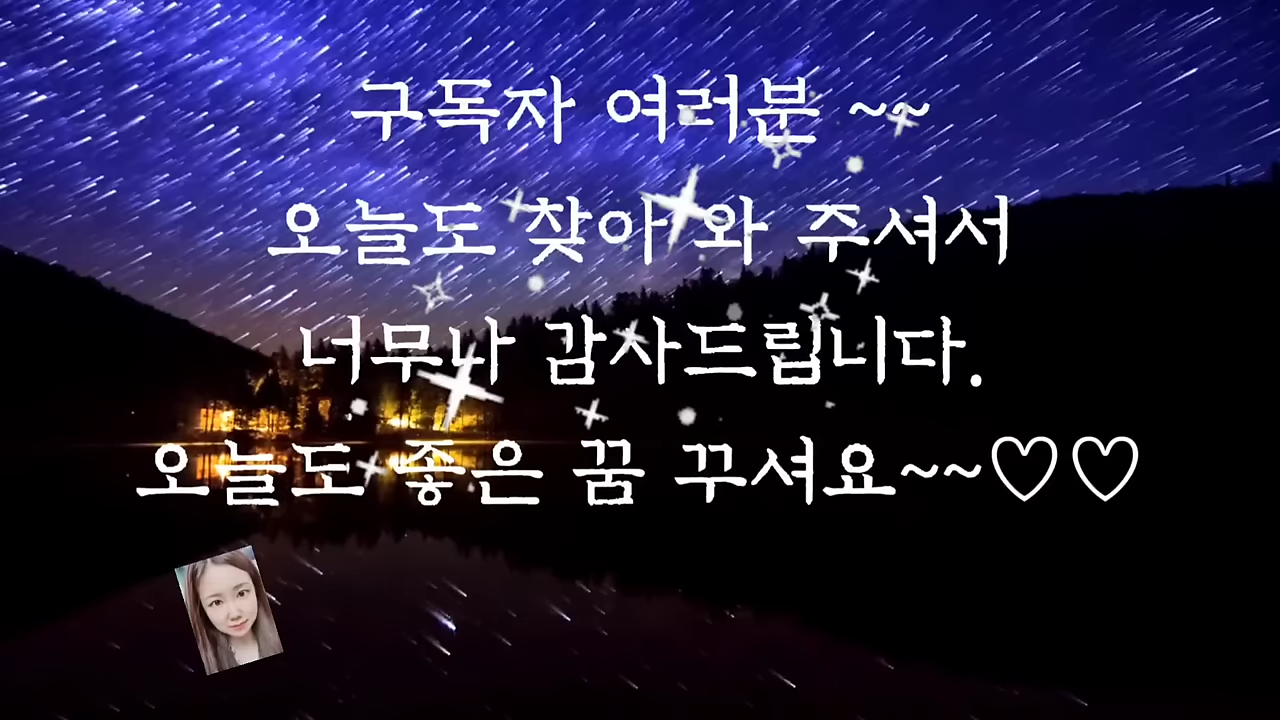 구독자 여러분 ~~
오늘도 찾아 와 주셔서
너무나 감사드립니다.
오늘도 좋은 꿈 꾸셔요~~♡♡